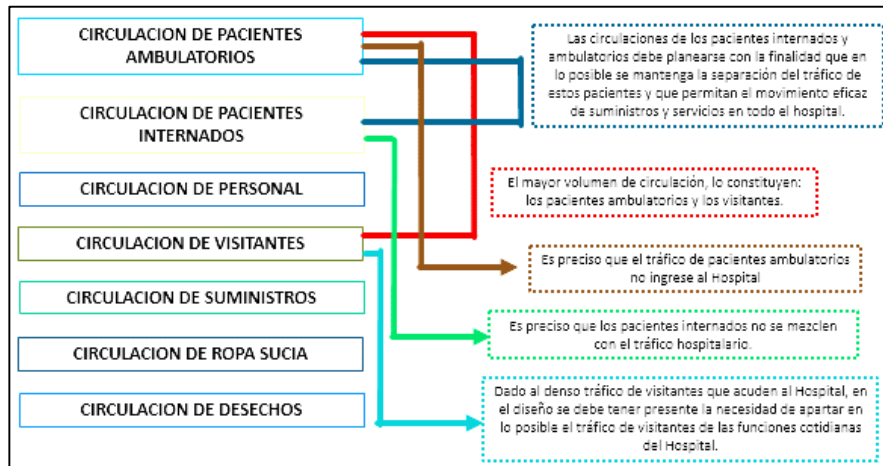 CIRCULACION DE PACIENTES
AMBULATORIOS
CIRCULACION DE PACIENTES
INTERNADOS
CIRCULACION DE PERSONAL
CIRCULACION DE VISITANTES
CIRCULACION DE SUMINISTROS
CIRCULACION DE ROPA SUCIA
CIRCULACION DE DESECHOS
Las circulaciones de los pacientes internados y
ambulatorios debe planearse con la finalidad que en
lo posible se mantenga la separación del tráfico de
estos pacientes y que permitan el movimiento eficaz
de suministros y servicios en todo el hospital.
El mayor volumen de circulación, lo constituyen:
los pacientes ambulatorios y los visitantes.
Es preciso que el tráfico de pacientes ambulatorios
no ingrese al Hospital
Es preciso que los pacientes internados no se mezclen
con el tráfico hospitalario.
Dado al denso tráfico de visitantes que acuden al Hospital, en
el diseño se debe tener presente la necesidad de apartar en
lo posible el tráfico de visitantes de las funciones cotidianas
del Hospital.